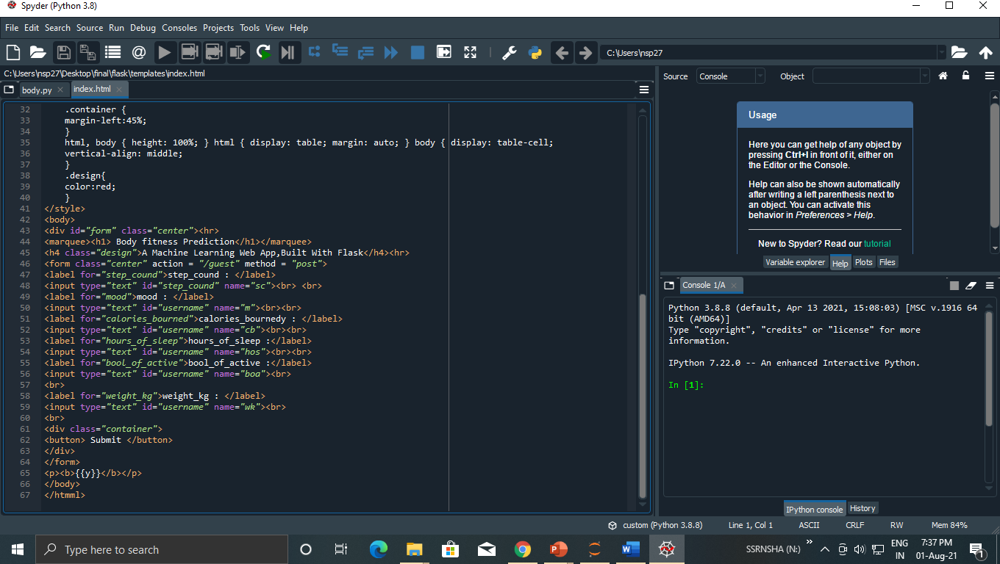 Spyder (Python 3.8)
File Edit Search Source Run Debug Consoles Projects Tools View Help
C:\Users\nsp27
C:\Users\nsp27\Desktop\final\flask\templates\index.html
body.py index.html
32 .container {
33 margin-left:45%;
34 }
35 html, body { height: 100%; } html { display: table; margin: auto; } body { display: table-cell;
36 vertical-align: middle;
37 }
38 .design{
39 color:red;
40 }
41 </style>
42 <body>
43 <div id="form" class="center"><hr>
44 <marquee><h1> Body fitness Prediction</h1></marquee>
45 <h4 class="design">A Machine Learning Web App,Built With Flask</h4><hr>
46 <form class="center" action = "/guest" method = "post">
47 <label for="step_cound">step_cound : </label>
48 <input type="text" id="step_cound" name="sc"><br> <br>
49 <label for="mood">mood : </label>
50 <input type="text" id="username" name="m"><br><br>
51 <label for="calories_bourned">calories_bournedy : </label>
52 <input type="text" id="username" name="cb"><br><br>
53 <label for="hours_of_sleep">hours_of_sleep :</label>
54 <input type="text" id="username" name="hos"><br><br>
55 <label for="bool_of_active">bool_of_active :</label>
56 <input type="text" id="username" name="boa"><br>
57 <br>
58 <label for="weight_kg">weight_kg : </label>
59 <input type="text" id="username" name="wk"><br>
60 <br>
61 <div class="container">
62 <button> Submit </button>
63 </div>
64 </form>
65 <p><b>{{y}}</b></p>
66 </body>
67 </htmml>
Source Console Object
Usage
Here you can get help of any object by
pressing Ctrl+I in front of it, either on
the Editor or the Console.
Help can also be shown automatically
after writing a left parenthesis next to
an object. You can activate this
behavior in Preferences > Help.
New to Spyder? Read our tutorial
Variable explorer Help Plots Files
Console 1/A
Python 3.8.8 (default, Apr 13 2021, 15:08:03) [MSC v.1916 64
bit (AMD64)]
Type "copyright", "credits" or "license" for more
information.
IPython 7.22.0 -- An enhanced Interactive Python.
In [1]:
IPython console History
custom (Python 3.8.8) Line 1, Col 1 ASCII CRLF RW Mem 84%
Type here to search
SSRNSHA (N:)
ENG
IN
7:37 PM
01-Aug-21
1